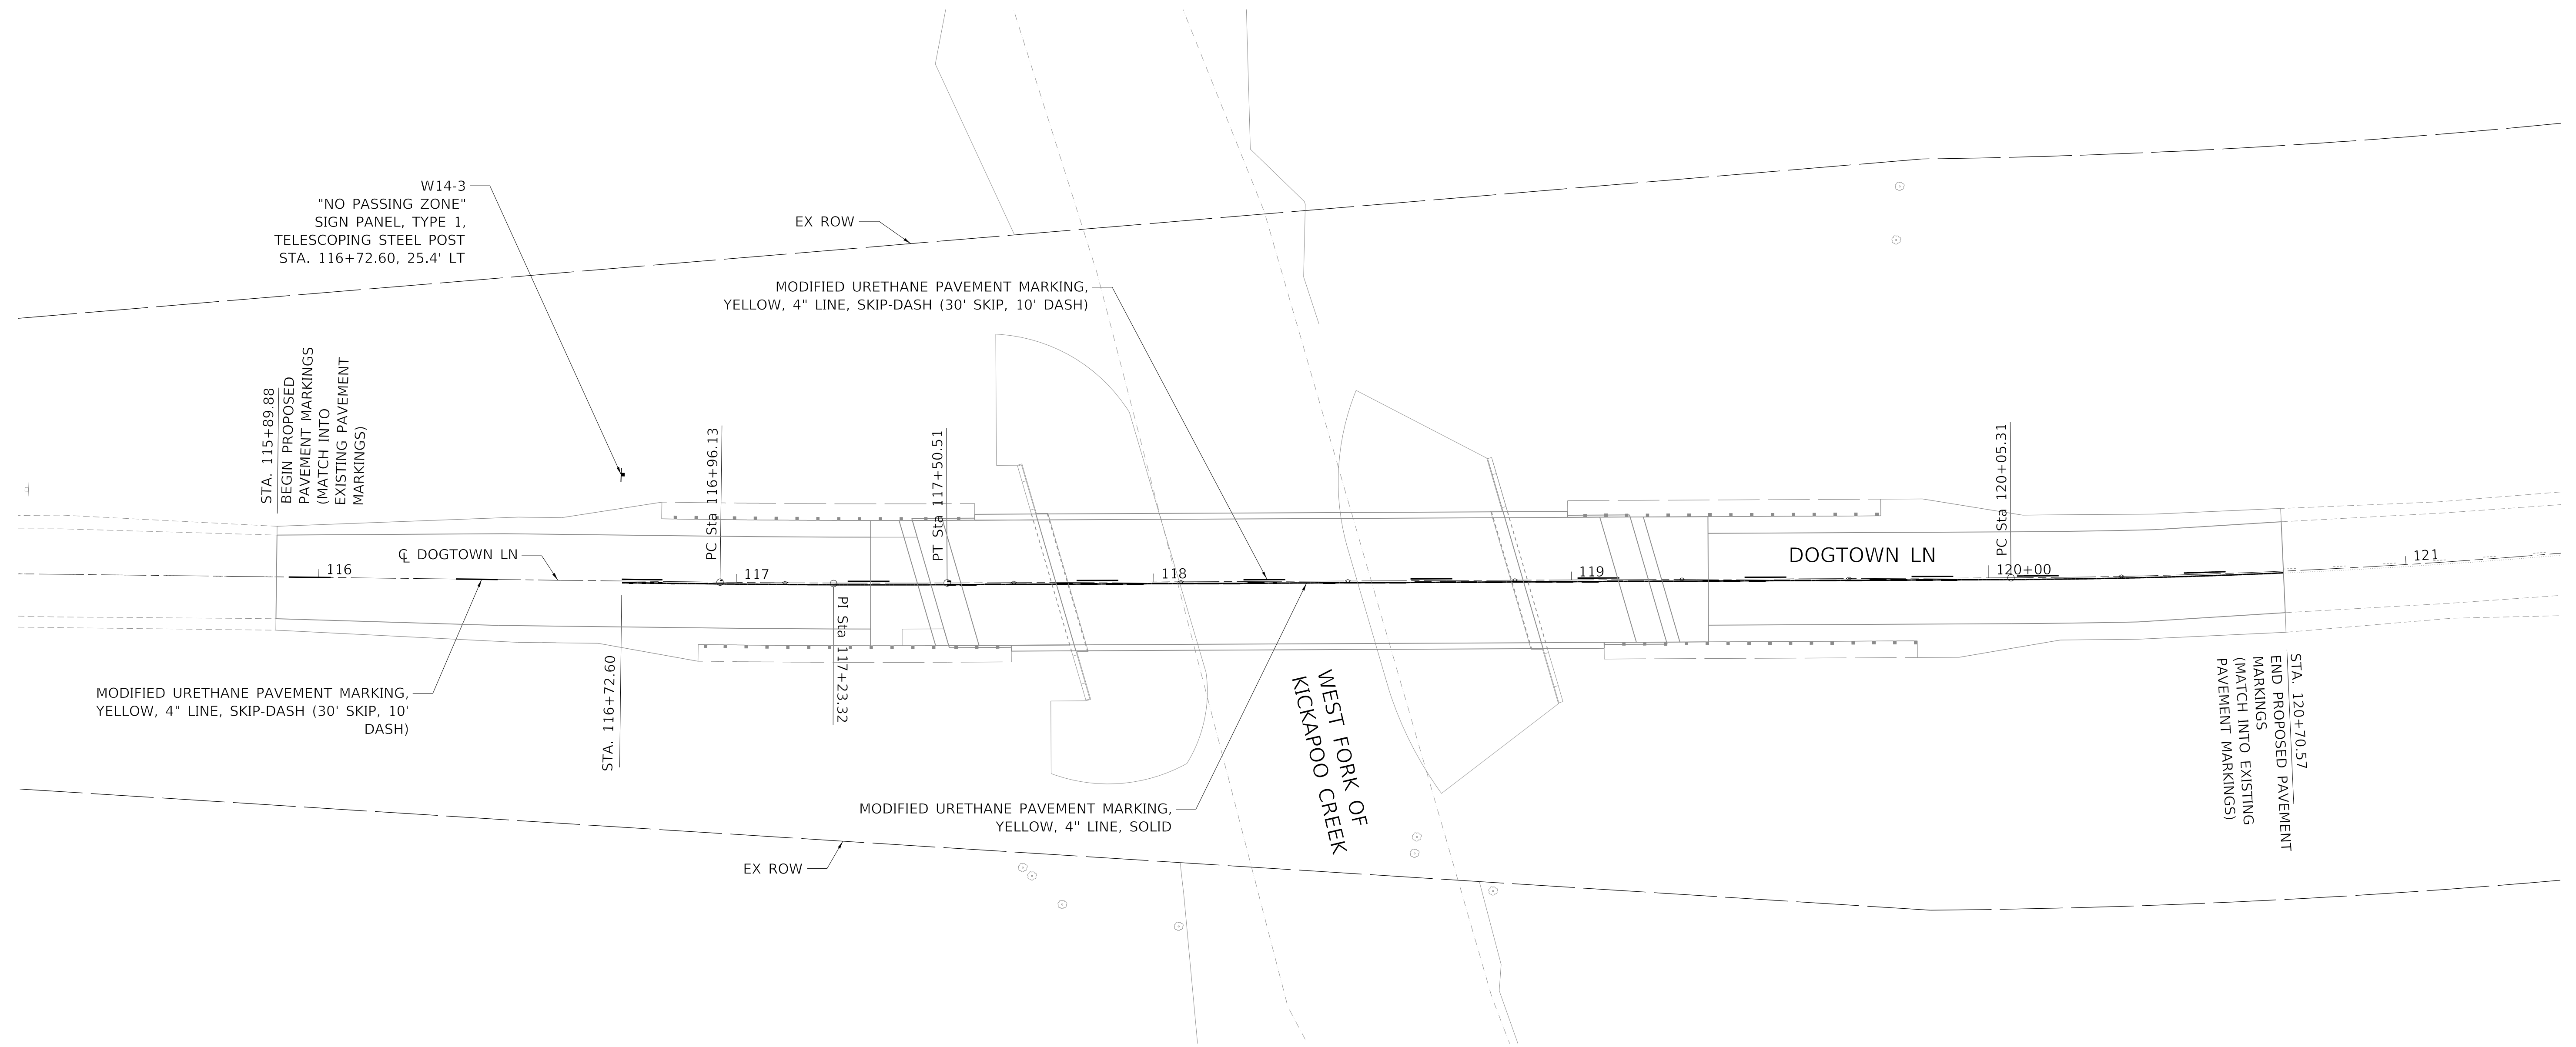 W14-3
"NO PASSING ZONE"
SIGN PANEL, TYPE 1,
TELESCOPING STEEL POST
STA. 116+72.60, 25.4' LT
EX ROW
MODIFIED URETHANE PAVEMENT MARKING,
YELLOW, 4" LINE, SKIP-DASH (30' SKIP, 10' DASH)
STA. 115+89.88
BEGIN PROPOSED
PAVEMENT MARKINGS
(MATCH INTO
EXISTING PAVEMENT
MARKINGS)
PC Sta 116+96.13
PT Sta 117+50.51
PC Sta 120+05.31
℄ DOGTOWN LN
DOGTOWN LN
116
117
118
119
120+00
121
PI Sta 117+23.32
STA. 116+72.60
MODIFIED URETHANE PAVEMENT MARKING,
YELLOW, 4" LINE, SKIP-DASH (30' SKIP, 10'
DASH)
WEST FORK OF
KICKAPOO CREEK
STA. 120+70.57
END PROPOSED PAVEMENT
MARKINGS
(MATCH INTO EXISTING
PAVEMENT MARKINGS)
MODIFIED URETHANE PAVEMENT MARKING,
YELLOW, 4" LINE, SOLID
EX ROW